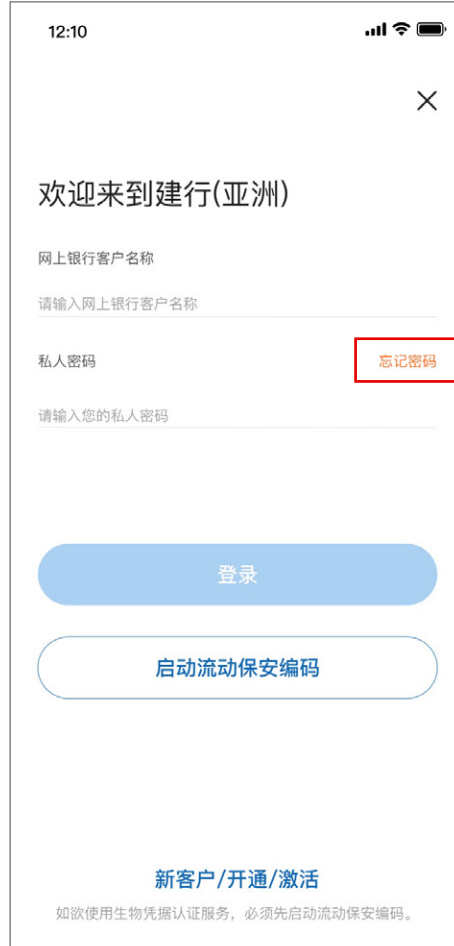 12:10
欢迎来到建行(亚洲)
网上银行客户名称
请输入网上银行客户名称
私人密码 忘记密码
请输入您的私人密码
登录
启动流动保安编码
新客户/开通/激活
如欲使用生物凭据认证服务，必须先启动流动保安编码。